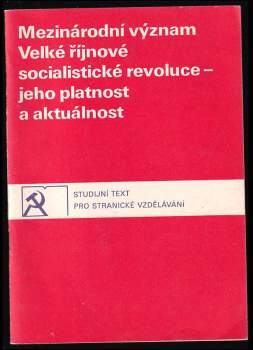 Mezinárodní význam
Velké říjnové
socialistické revoluce –
jeho platnost
a aktuálnost
STUDIJNÍ TEXT
PRO STRANICKÉ VZDĚLÁVÁNÍ